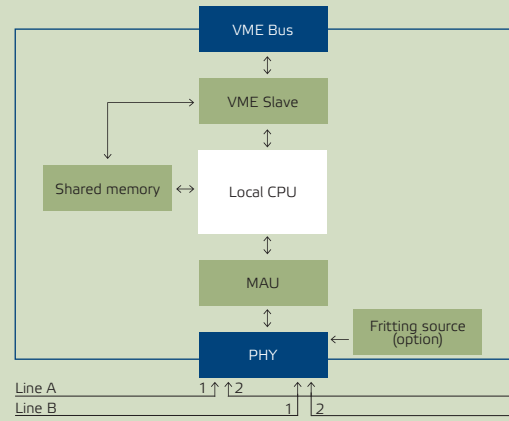 VME Bus
VME Slave
Shared memory
Local CPU
MAU
Fritting source
(option)
PHY
Line A
1 2
Line B
1 2